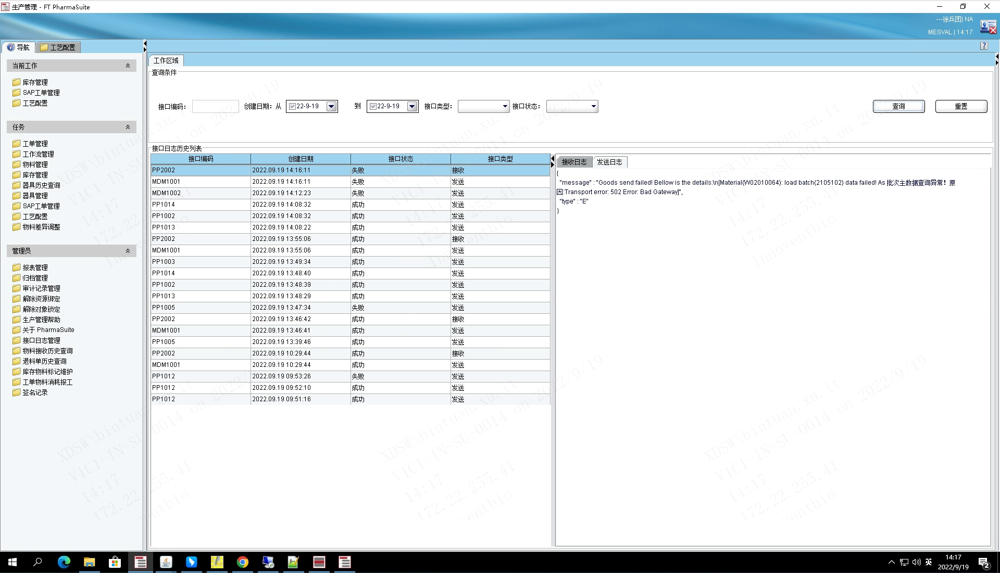 生产管理 - FT PharmaSuite
---徐兵团| NA
MESVAL | 14:17
导航
工艺配置
当前工作
库存管理
SAP工单管理
工艺配置
任务
工单管理
工作流管理
物料管理
库存管理
器具历史查询
器具管理
SAP工单管理
工艺配置
物料差异调整
管理员
报表管理
归档管理
审计记录管理
解除资源绑定
解除对象锁定
生产管理帮助
关于 PharmaSuite
接口日志管理
物料接收历史查询
退料单历史查询
库存物料标记维护
工单物料消耗报工
签名记录
工作区域
查询条件
接口编码: 创建日期: 从 22-9-19 到 22-9-19 接口类型: 接口状态: 查询 重置
接口日志历史列表
接口编码 创建日期 接口状态 接口类型
PP2002 2022.09.19 14:16:11 失败 接收
MDM1001 2022.09.19 14:16:11 失败 发送
MDM1002 2022.09.19 14:12:23 失败 发送
PP1014 2022.09.19 14:08:32 成功 发送
PP1002 2022.09.19 14:08:32 成功 发送
PP1013 2022.09.19 14:08:22 成功 发送
PP2002 2022.09.19 13:55:06 成功 接收
MDM1001 2022.09.19 13:55:06 成功 发送
PP1003 2022.09.19 13:49:34 成功 发送
PP1014 2022.09.19 13:48:40 成功 发送
PP1002 2022.09.19 13:48:39 成功 发送
PP1013 2022.09.19 13:48:29 成功 发送
PP1005 2022.09.19 13:47:34 失败 发送
PP2002 2022.09.19 13:46:42 成功 接收
MDM1001 2022.09.19 13:46:41 成功 发送
PP1005 2022.09.19 13:39:46 成功 发送
PP2002 2022.09.19 10:29:44 成功 接收
MDM1001 2022.09.19 10:29:44 成功 发送
PP1012 2022.09.19 09:53:26 失败 发送
PP1012 2022.09.19 09:52:10 成功 发送
PP1012 2022.09.19 09:51:16 成功 发送
接收日志 发送日志
{
"message" : "Goods send failed! Bellow is the details:\n[Material(W02010064): load batch(2105102) data failed! As 批次主数据查询异常！原
因:Transport error: 502 Error: Bad Gateway]",
"type" : "E"
}
XDSW\bintuan.xu.it
V1C1-IN-SU-0014 on 2022/9/19
14:17
172.22.255.41
Innoventbio
英
14:17
2022/9/19
2